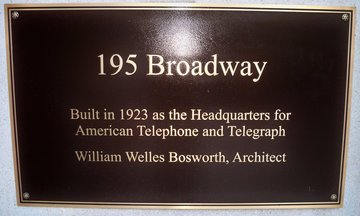 195 Broadway
Built in 1923 as the Headquarters for
American Telephone and Telegraph
William Welles Bosworth, Architect